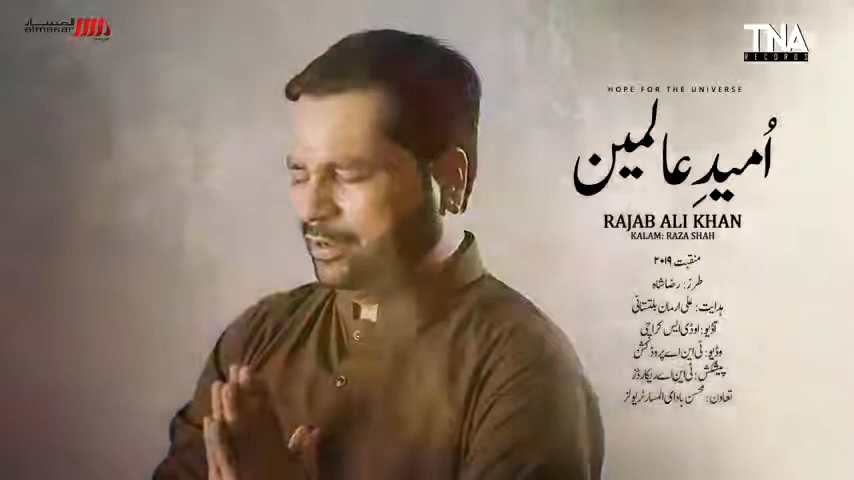 المسار
almasar
TNA
RECORDS
HOPE FOR THE UNIVERSE
اُمیدِ عالمین
RAJAB ALI KHAN
KALAM: RAZA SHAH
منقبت ۲۰۱۹
طرز: رضا شاہ
ہدایت: علی ارمان بلتستانی
آڈیو: او ڈی ایس کراچی
وڈیو: ٹی این اے پروڈکشن
پیشکش: ٹی این اے ریکارڈز
تعاون: محسن باوای المسار ٹریولز